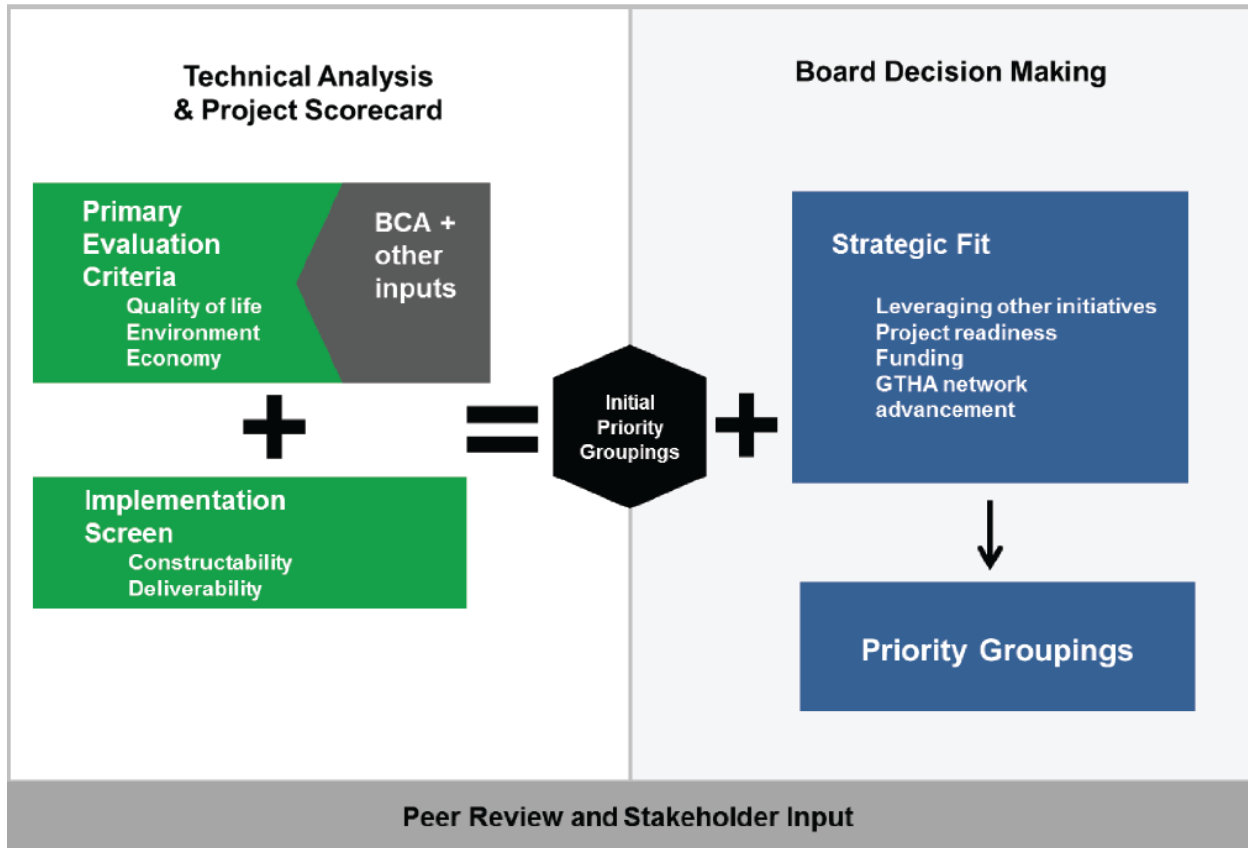 Technical Analysis
& Project Scorecard
Board Decision Making
Primary
Evaluation
Criteria
Quality of life
Environment
Economy
BCA +
other
inputs
+
Implementation
Screen
Constructability
Deliverability
=
Initial
Priority
Groupings
+
Strategic Fit
Leveraging other initiatives
Project readiness
Funding
GTHA network
advancement
Priority Groupings
Peer Review and Stakeholder Input